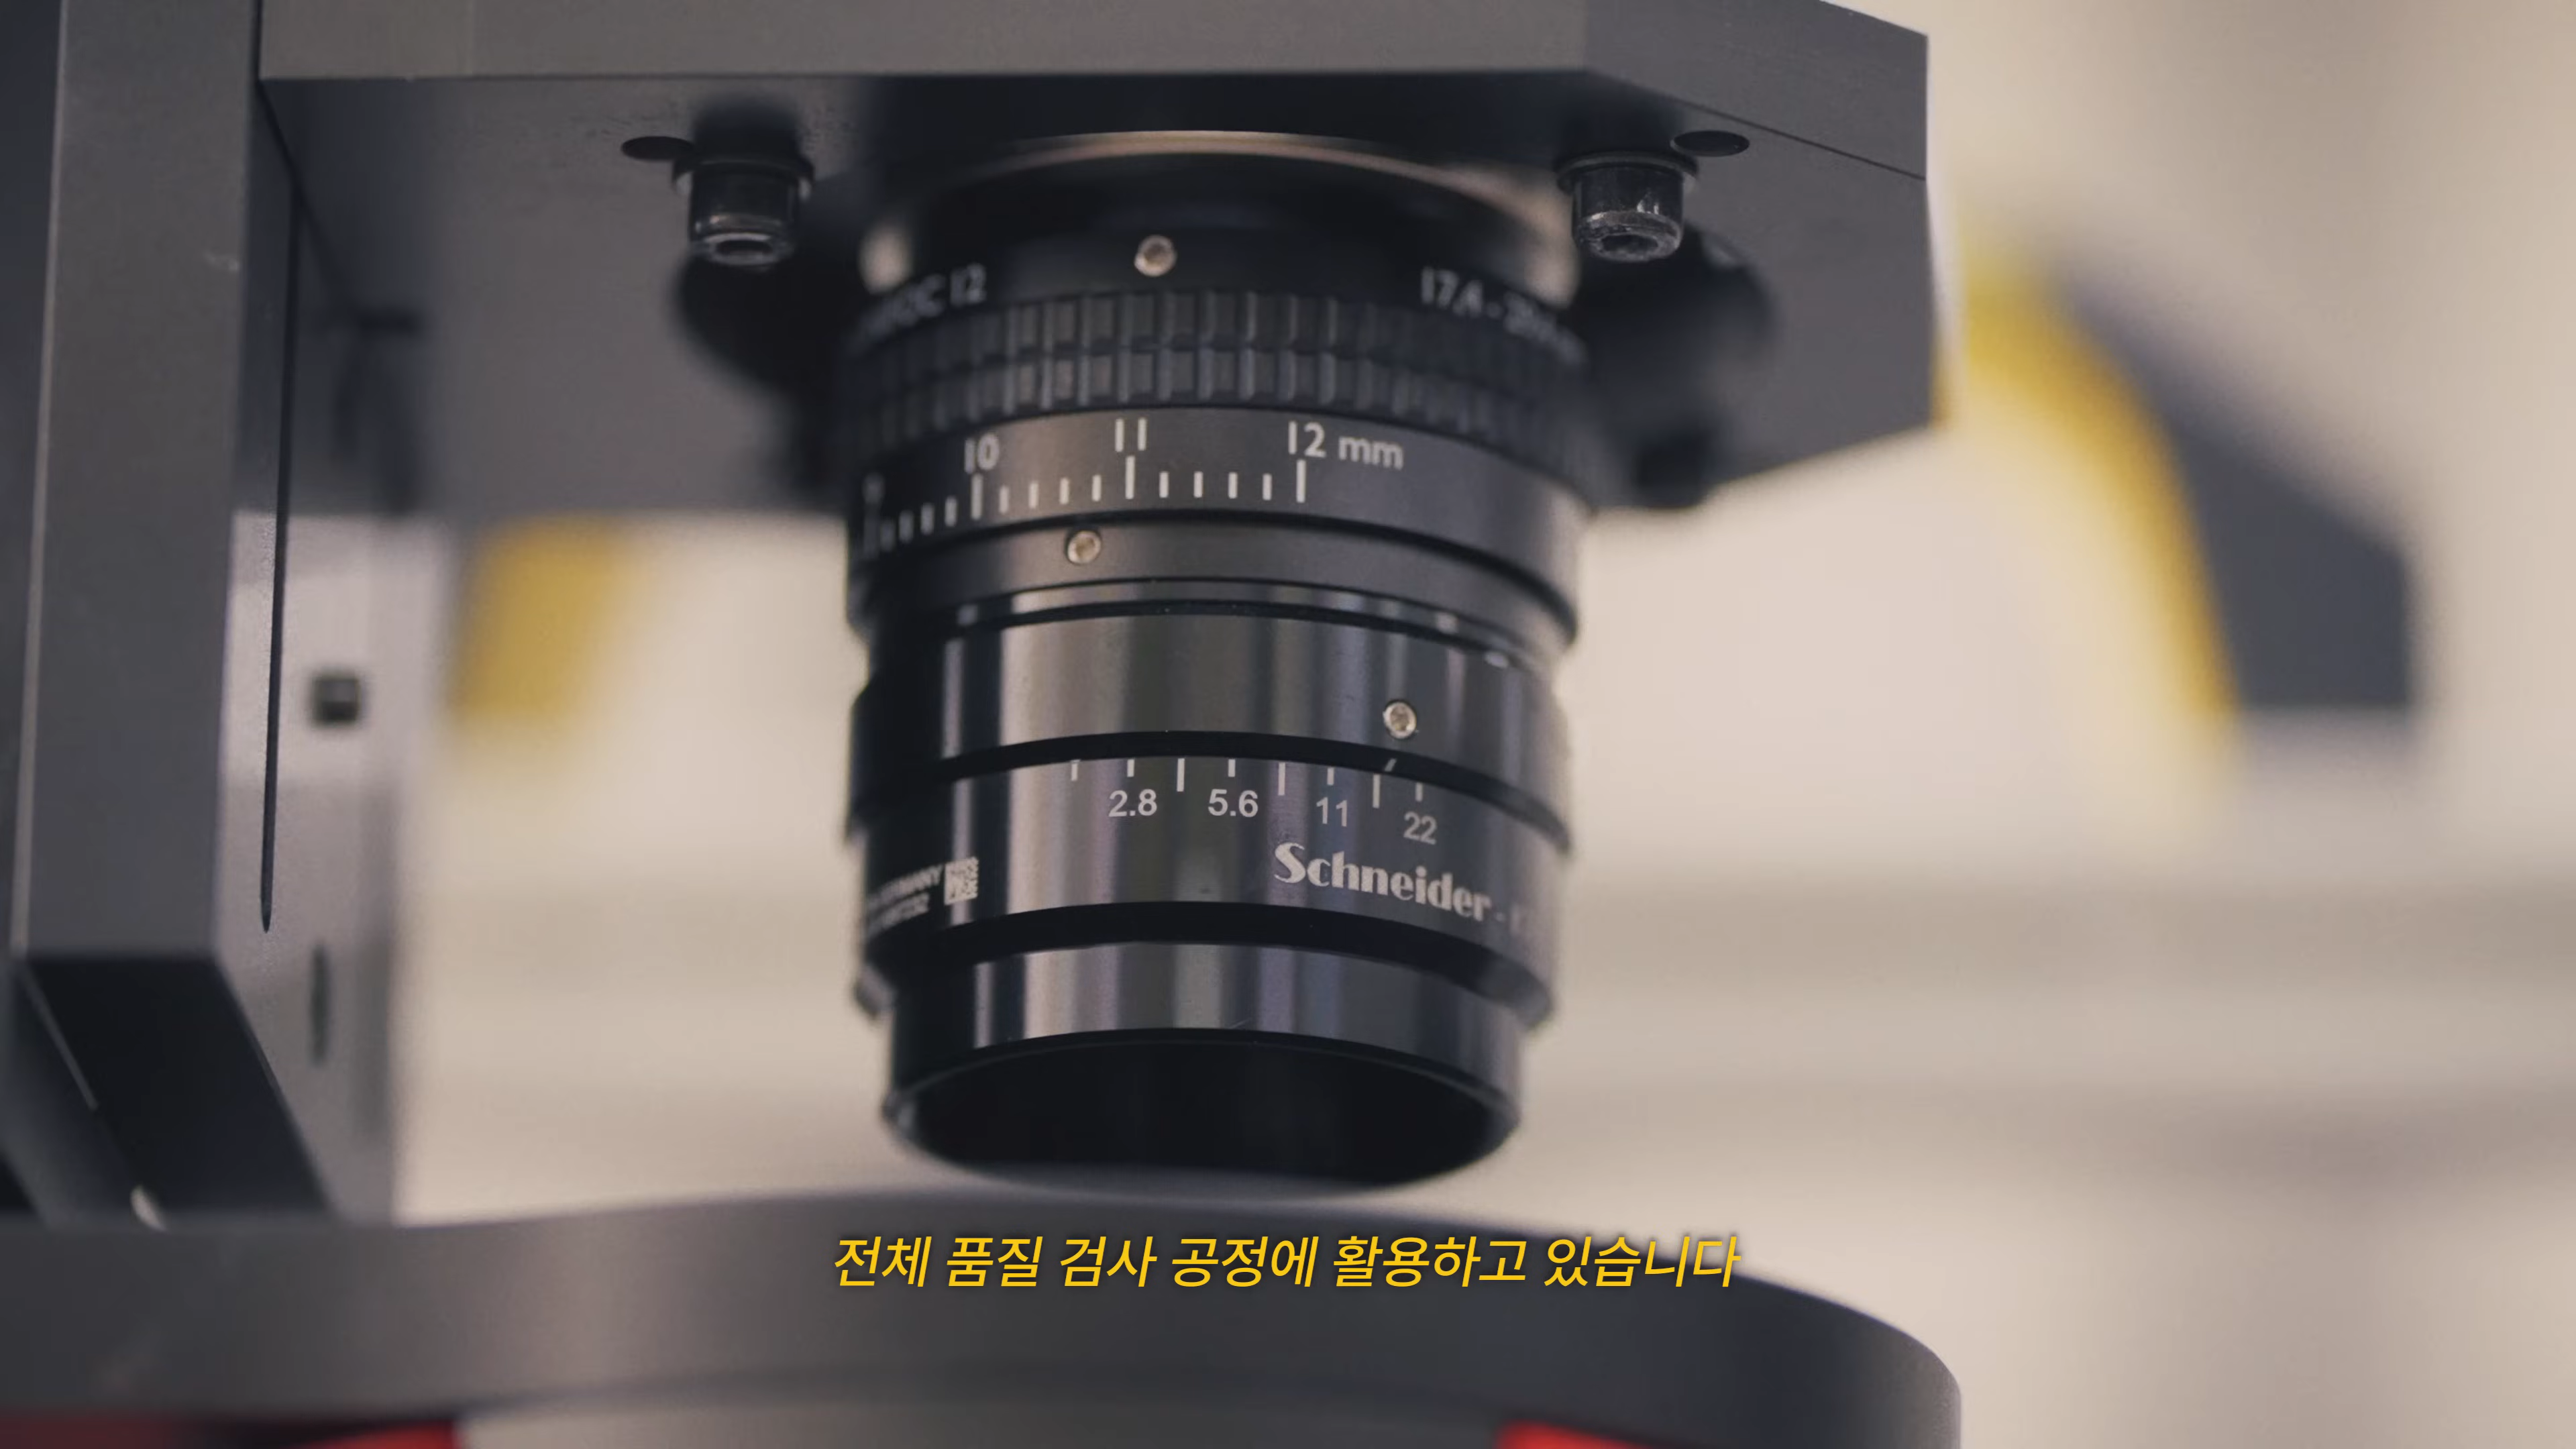 12
10 11 12 mm
2.8 5.6 11 22
Schneider-
전체 품질 검사 공정에 활용하고 있습니다